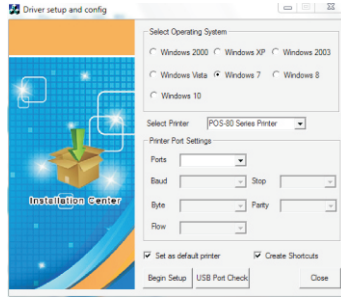 Driver setup and config
Select Operating System
Windows 2000 Windows XP Windows 2003
Windows Vista Windows 7 Windows 8
Windows 10
Select Printer POS-80 Series Printer
Printer Port Settings
Ports
Baud Stop
Byte Parity
Flow
Installation Center
Set as default printer Create Shortcuts
Begin Setup USB Port Check Close